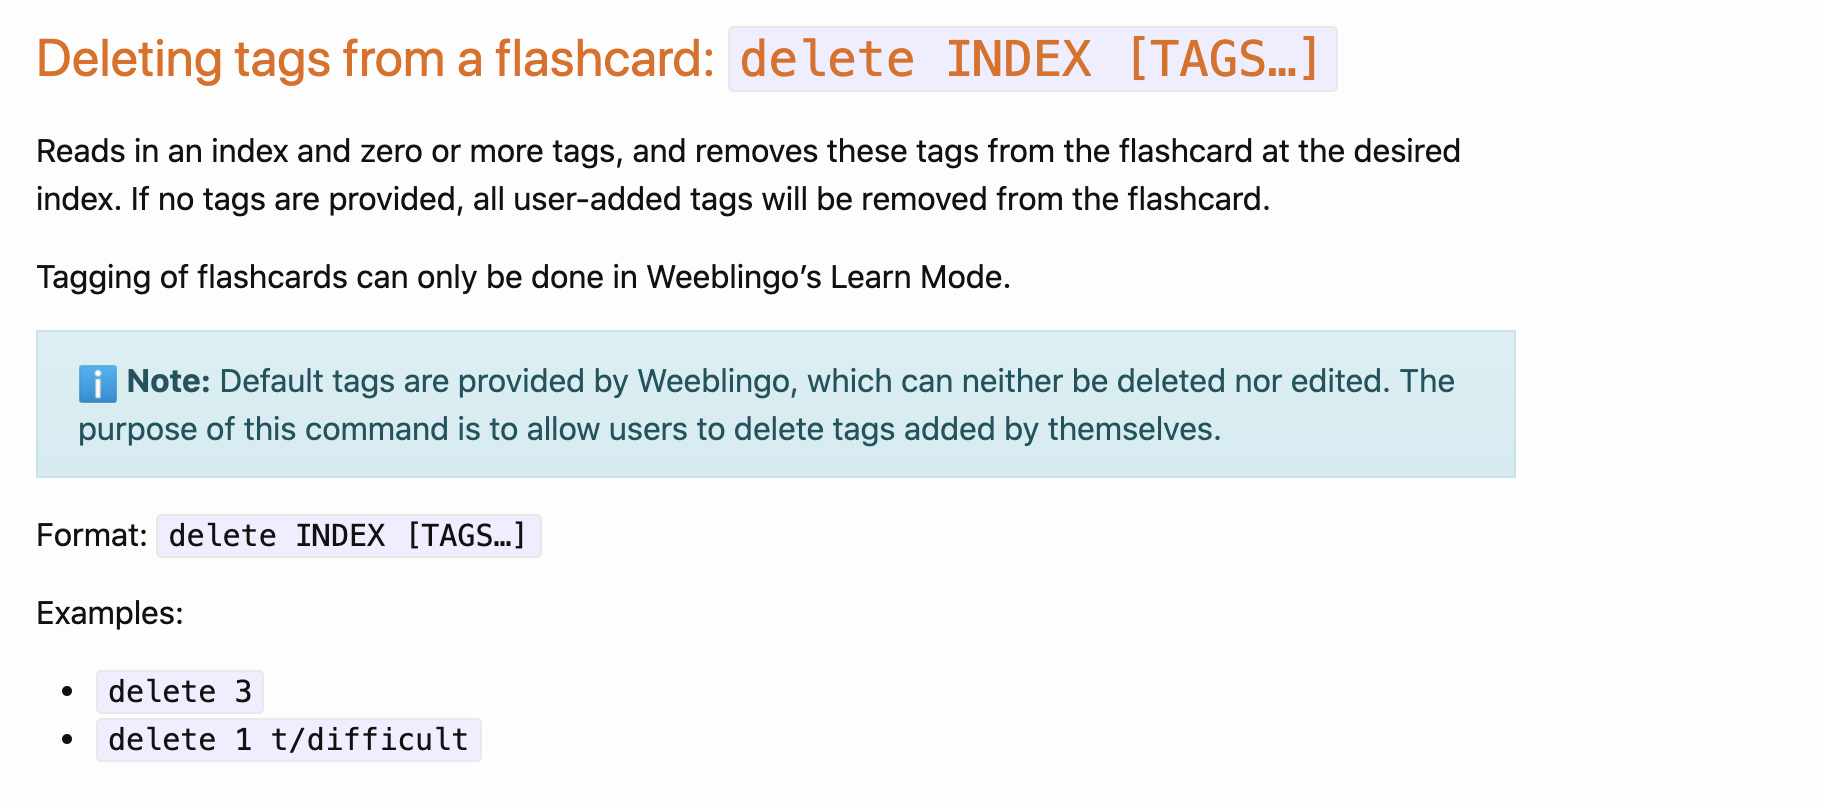 Deleting tags from a flashcard: delete INDEX [TAGS…]
Reads in an index and zero or more tags, and removes these tags from the flashcard at the desired
index. If no tags are provided, all user-added tags will be removed from the flashcard.
Tagging of flashcards can only be done in Weeblingo’s Learn Mode.
ℹ️ Note: Default tags are provided by Weeblingo, which can neither be deleted nor edited. The
purpose of this command is to allow users to delete tags added by themselves.
Format: delete INDEX [TAGS…]
Examples:
• delete 3
• delete 1 t/difficult